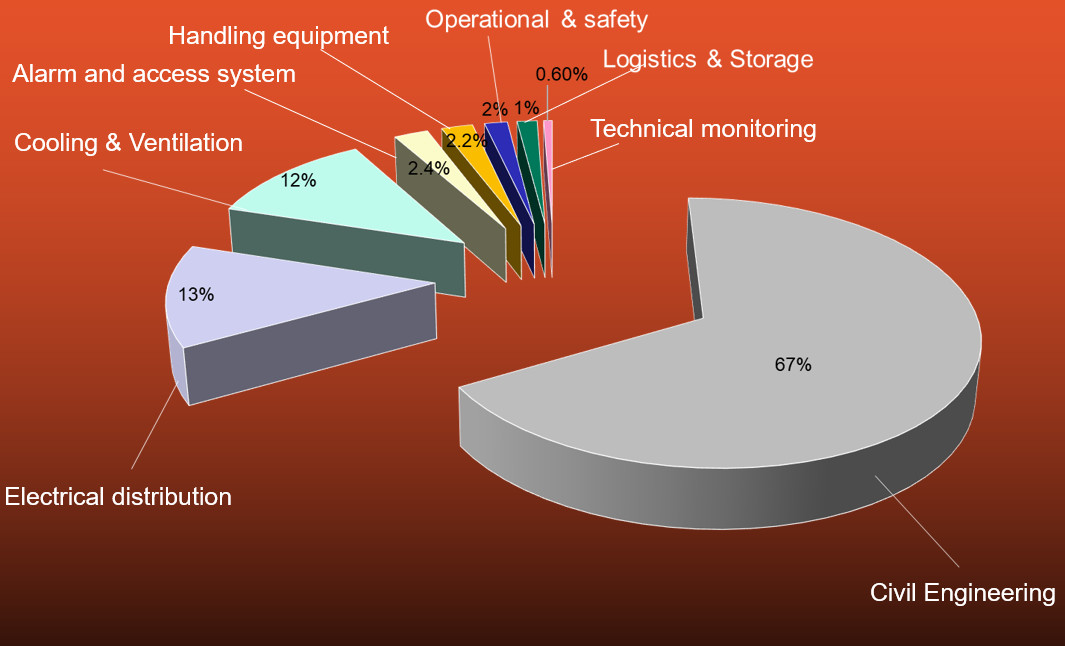 Operational & safety
Handling equipment
Logistics & Storage
Alarm and access system
0.60%
2%
1%
Technical monitoring
2.2%
Cooling & Ventilation
2.4%
12%
13%
67%
Electrical distribution
Civil Engineering